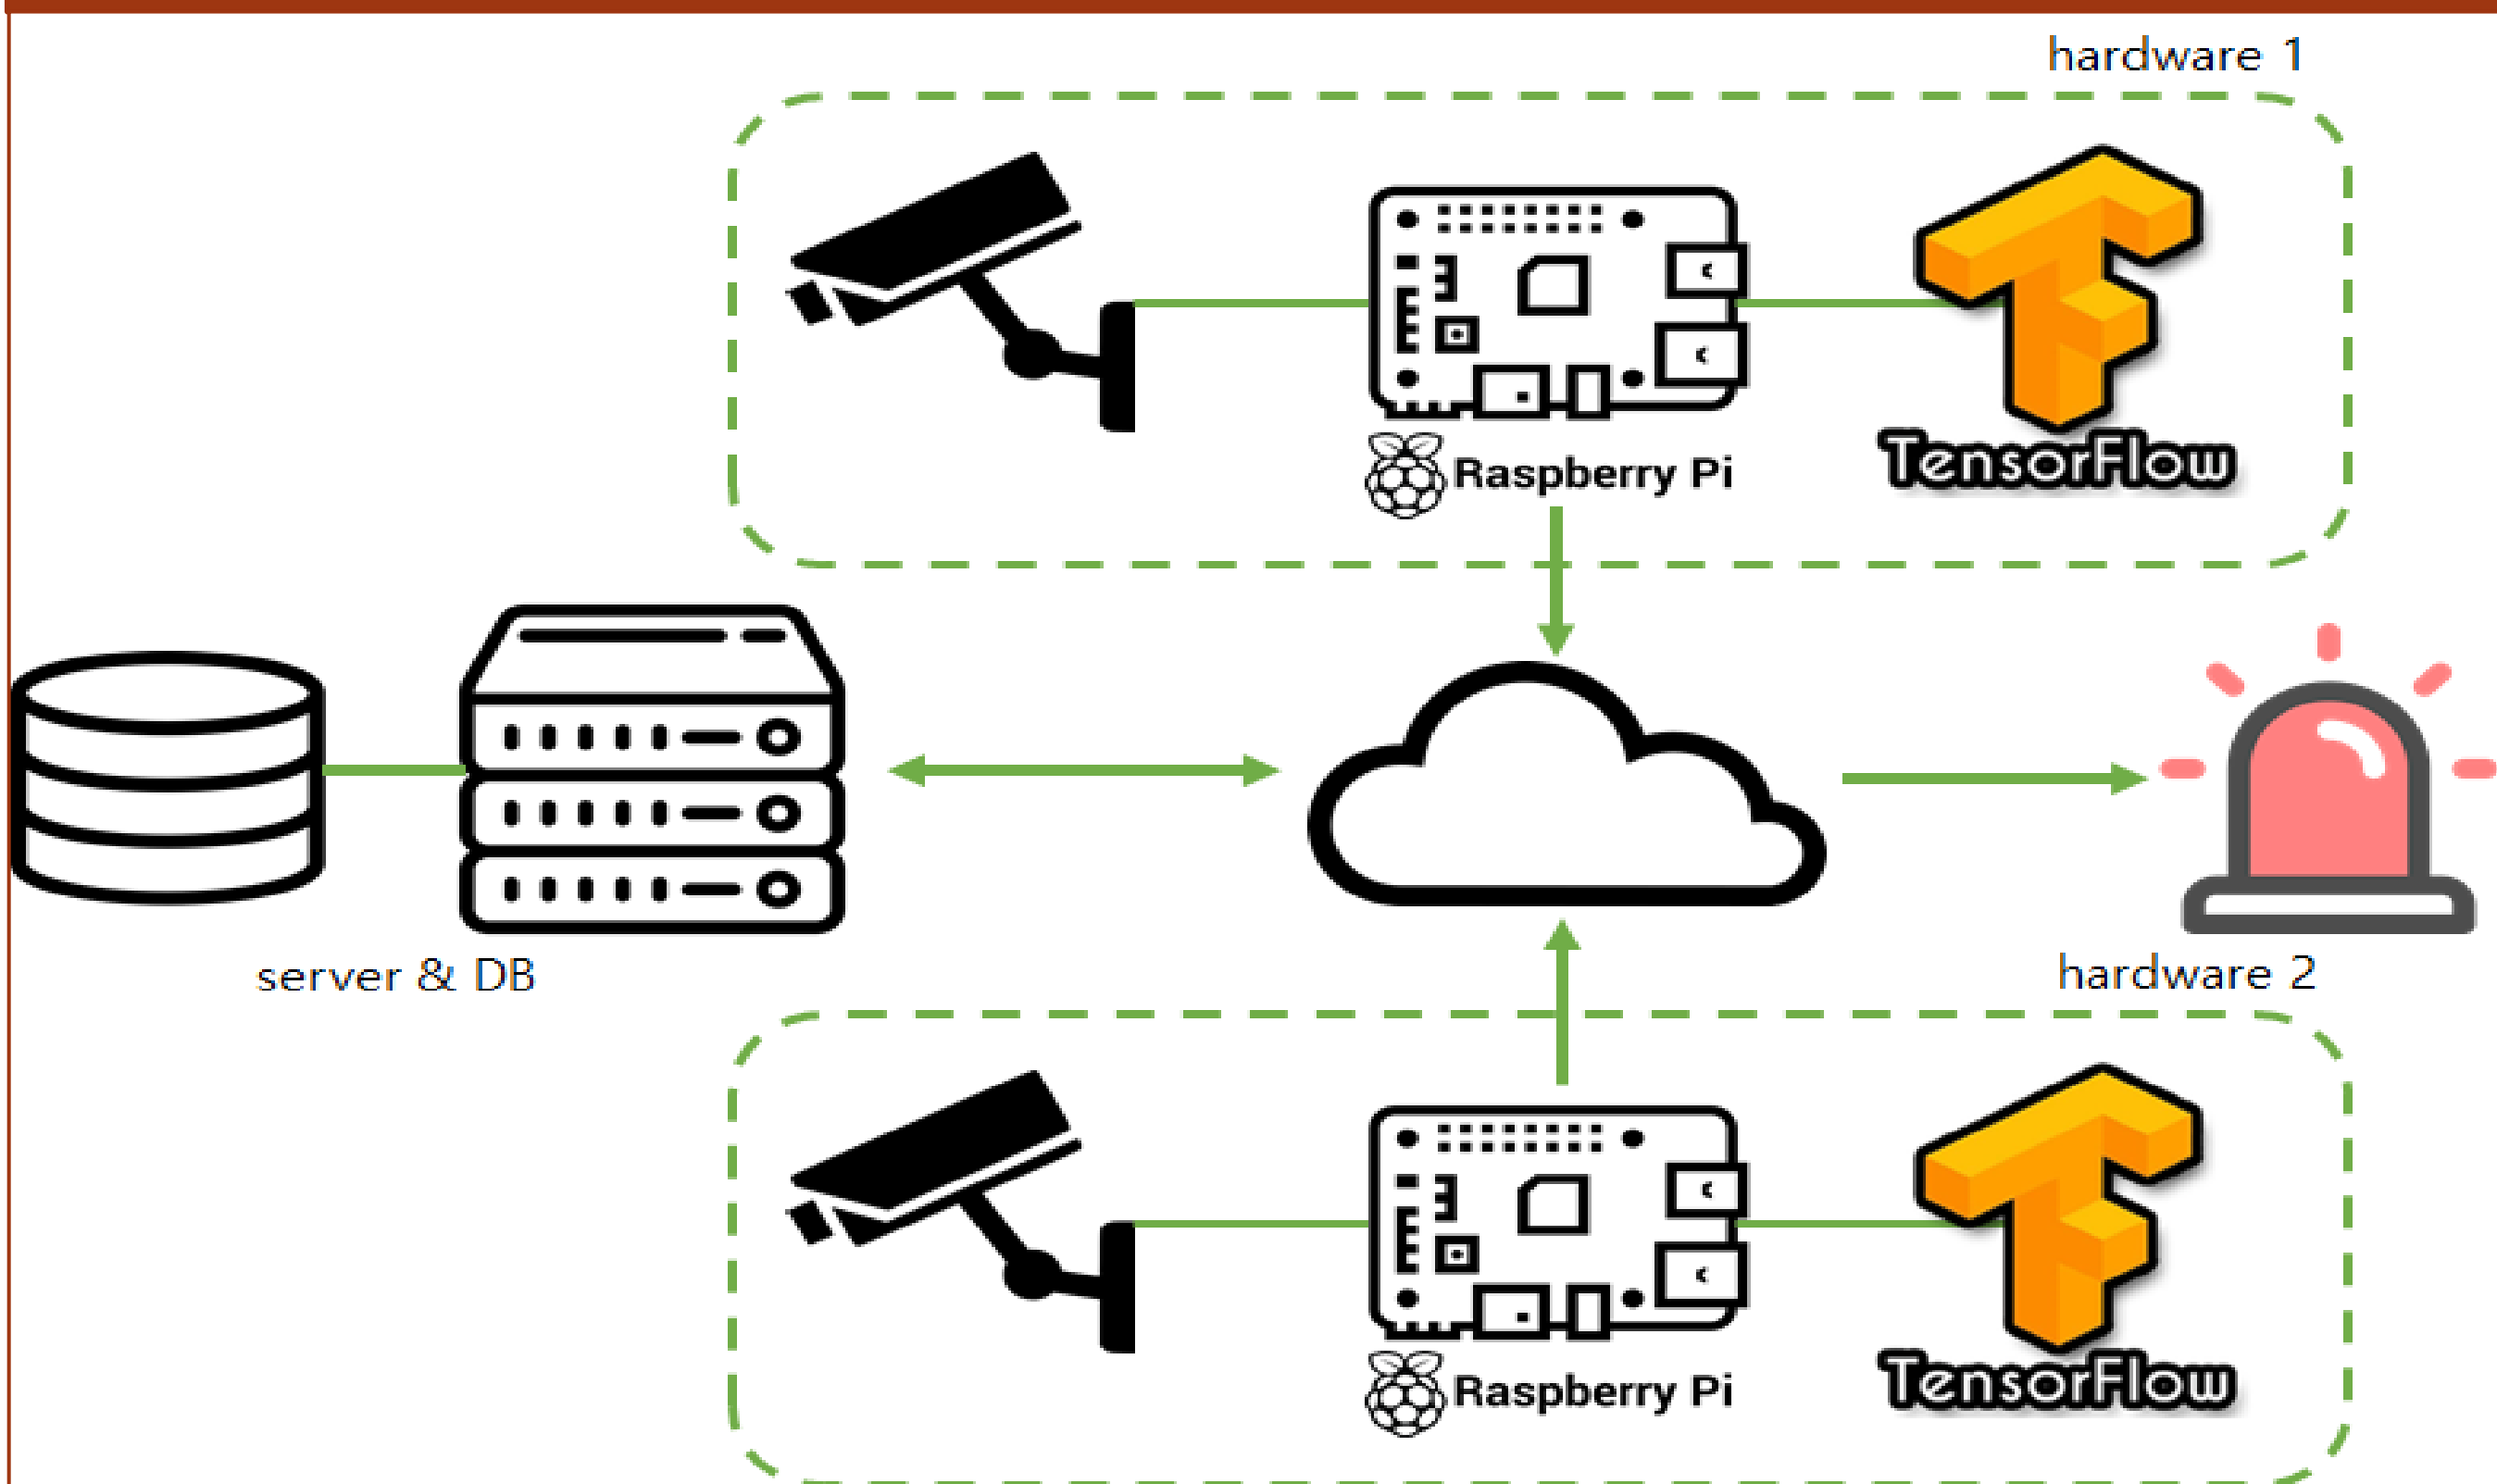 hardware 1
Raspberry Pi
TensorFlow
server & DB
hardware 2
Raspberry Pi
TensorFlow